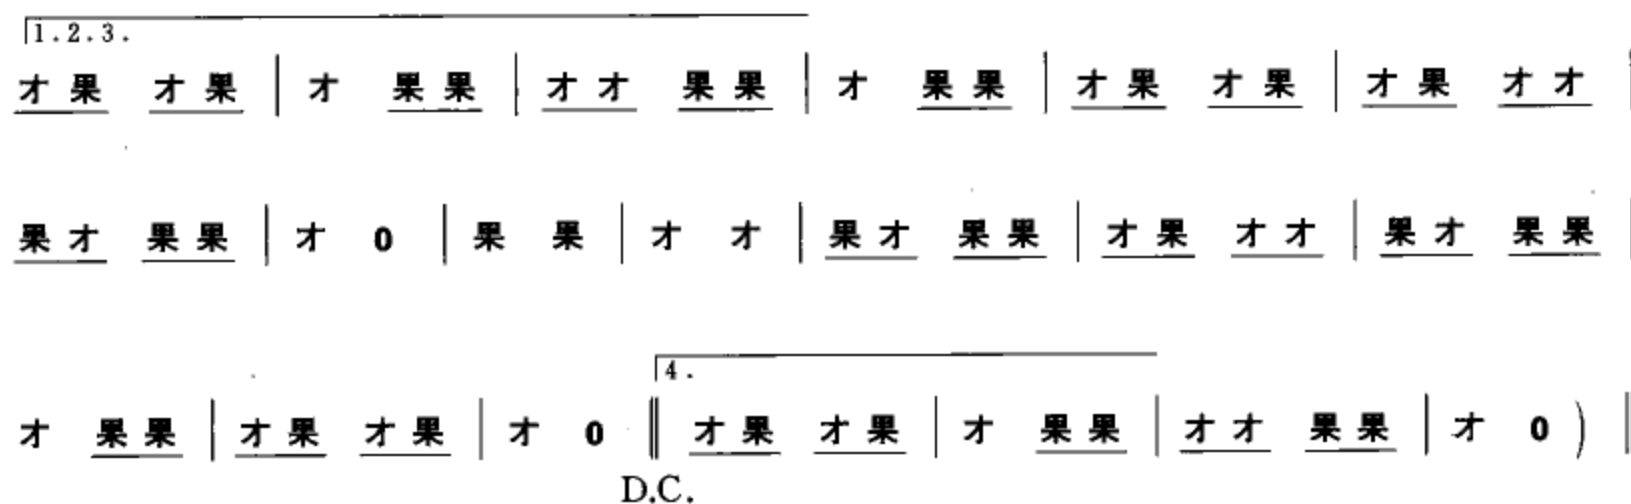 1.2.3.
才果 才果 | 才 果果 | 才才 果果 | 才 果果 | 才果 才果 | 才果 才才 |
果才 果果 | 才 0 | 果 果 | 才 才 | 果才 果果 | 才果 才才 | 果才 果果 |
4.
才 果果 | 才果 才果 | 才 0 ‖ 才果 才果 | 才 果果 | 才才 果果 | 才 0 ) |
D.C.